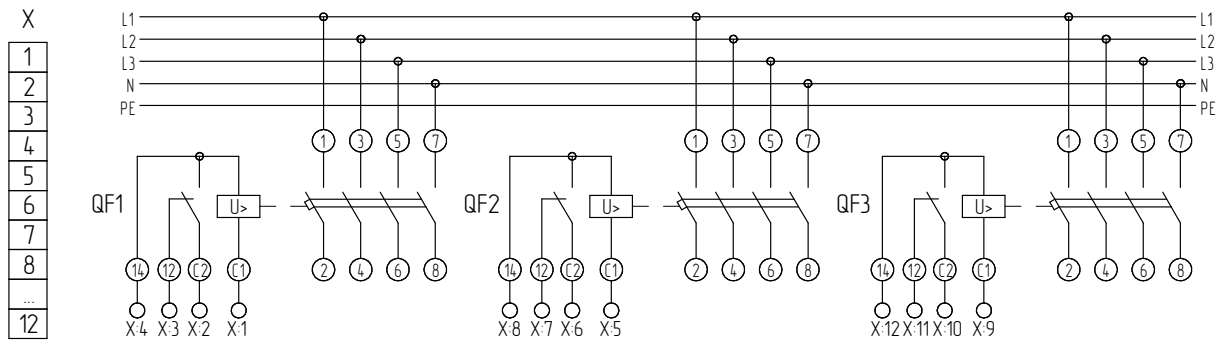 X
1
2
3
4
5
6
7
8
...
12
L1 L1
L2 L2
L3 L3
N N
PE PE
1 3 5 7 1 3 5 7 1 3 5 7
QF1 U> QF2 U> QF3 U>
14 12 C2 C1 2 4 6 8 14 12 C2 C1 2 4 6 8 14 12 C2 C1 2 4 6 8
X:4 X:3 X:2 X:1 X:8 X:7 X:6 X:5 X:12 X:11 X:10 X:9